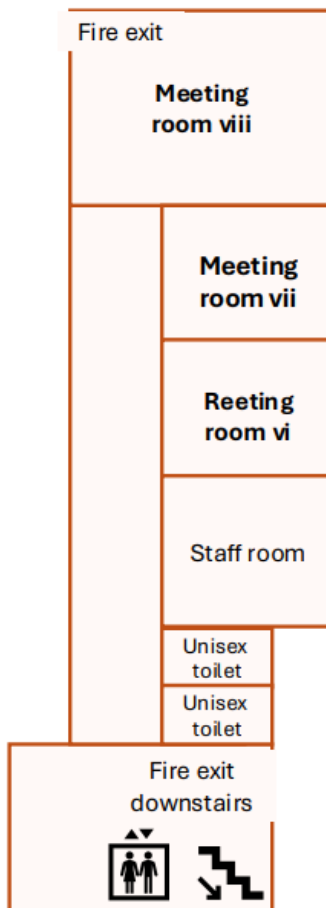 Fire exit
Meeting
room viii
Meeting
room vii
Reeting
room vi
Staff room
Unisex
toilet
Unisex
toilet
Fire exit
downstairs